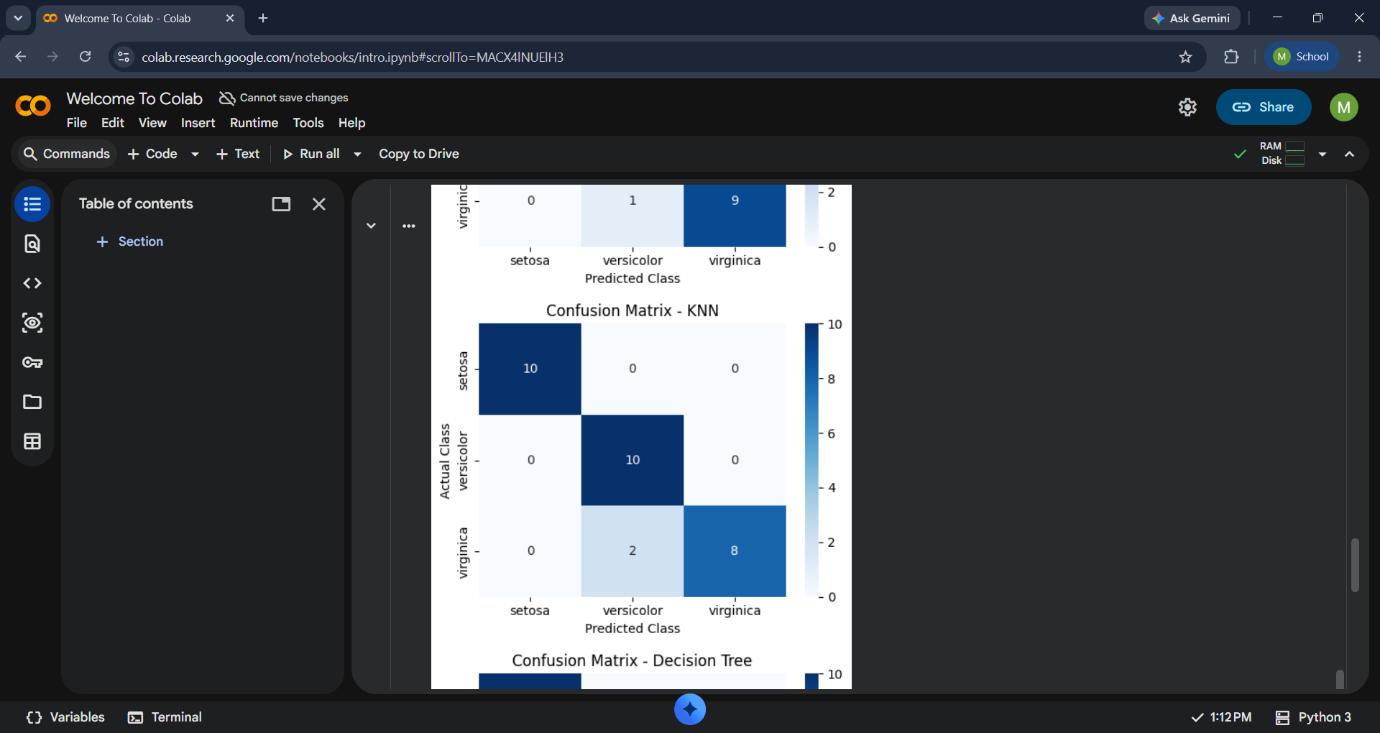 Welcome To Colab - Colab
Ask Gemini
colab.research.google.com/notebooks/intro.ipynb#scrollTo=MACX4lNUElH3
M School
Welcome To Colab
Cannot save changes
Share
M
File Edit View Insert Runtime Tools Help
Commands + Code + Text Run all Copy to Drive
RAM
Disk
Table of contents
+ Section
virginic
0 1 9
2
0
setosa versicolor virginica
Predicted Class
Confusion Matrix - KNN
Actual Class
setosa
10 0 0
versicolor
0 10 0
virginica
0 2 8
10
8
6
4
2
0
setosa versicolor virginica
Predicted Class
Confusion Matrix - Decision Tree
10
Variables Terminal
1:12 PM Python 3